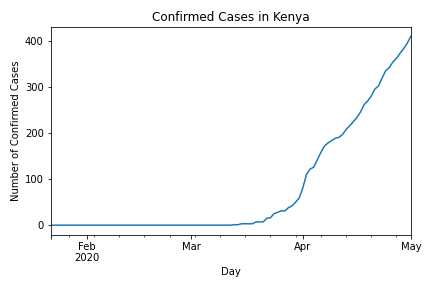 Confirmed Cases in Kenya
Number of Confirmed Cases
400
300
200
100
0
Feb
2020
Mar
Apr
May
Day